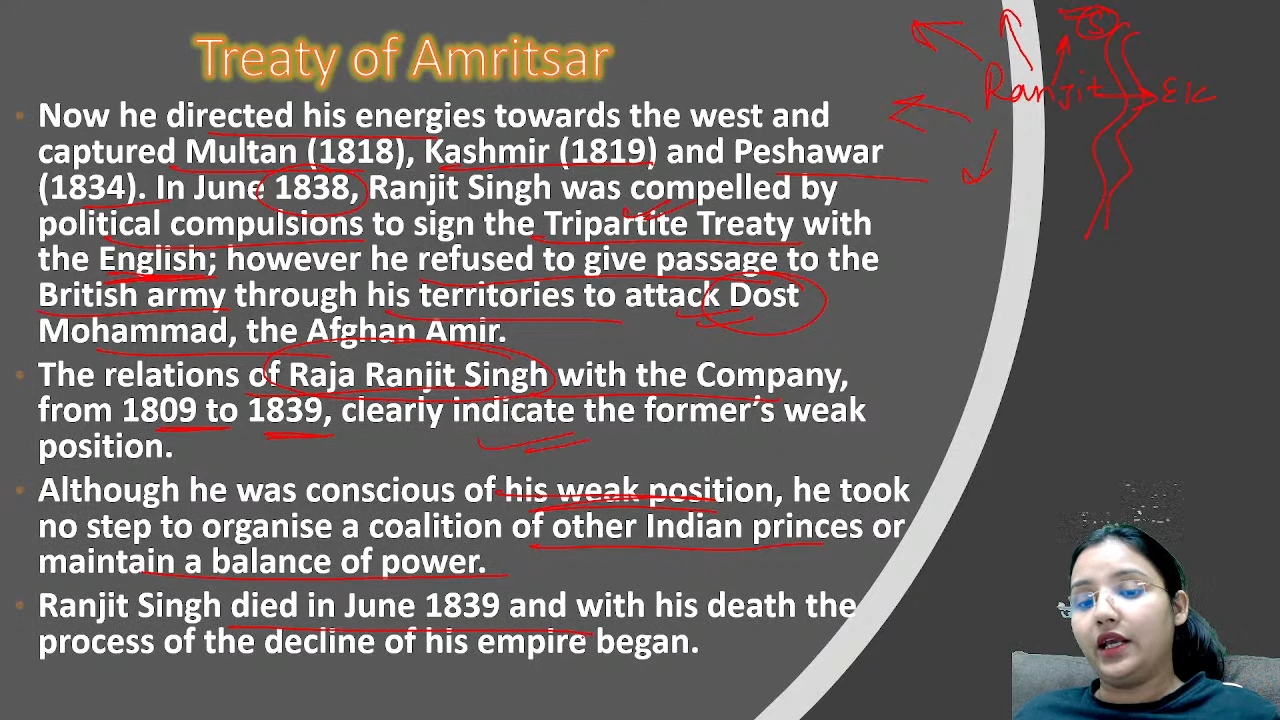 Treaty of Amritsar
Now he directed his energies towards the west and
captured Multan (1818), Kashmir (1819) and Peshawar
(1834). In June 1838, Ranjit Singh was compelled by
political compulsions to sign the Tripartite Treaty with
the English; however he refused to give passage to the
British army through his territories to attack Dost
Mohammad, the Afghan Amir.
The relations of Raja Ranjit Singh with the Company,
from 1809 to 1839, clearly indicate the former's weak
position.
Although he was conscious of his weak position, he took
no step to organise a coalition of other Indian princes or
maintain a balance of power.
Ranjit Singh died in June 1839 and with his death the
process of the decline of his empire began.
S
Ranjit